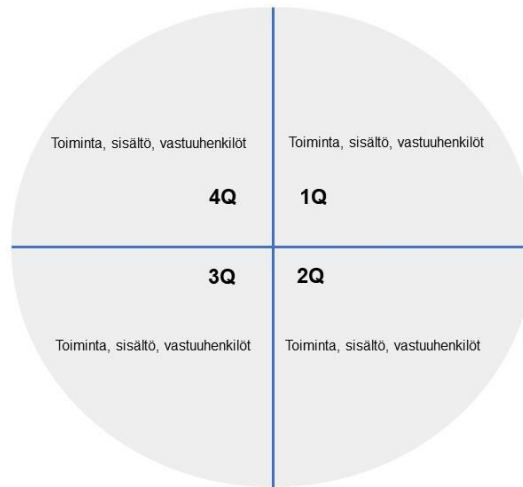 Toiminta, sisältö, vastuuhenkilöt
Toiminta, sisältö, vastuuhenkilöt
4Q
1Q
3Q
2Q
Toiminta, sisältö, vastuuhenkilöt
Toiminta, sisältö, vastuuhenkilöt